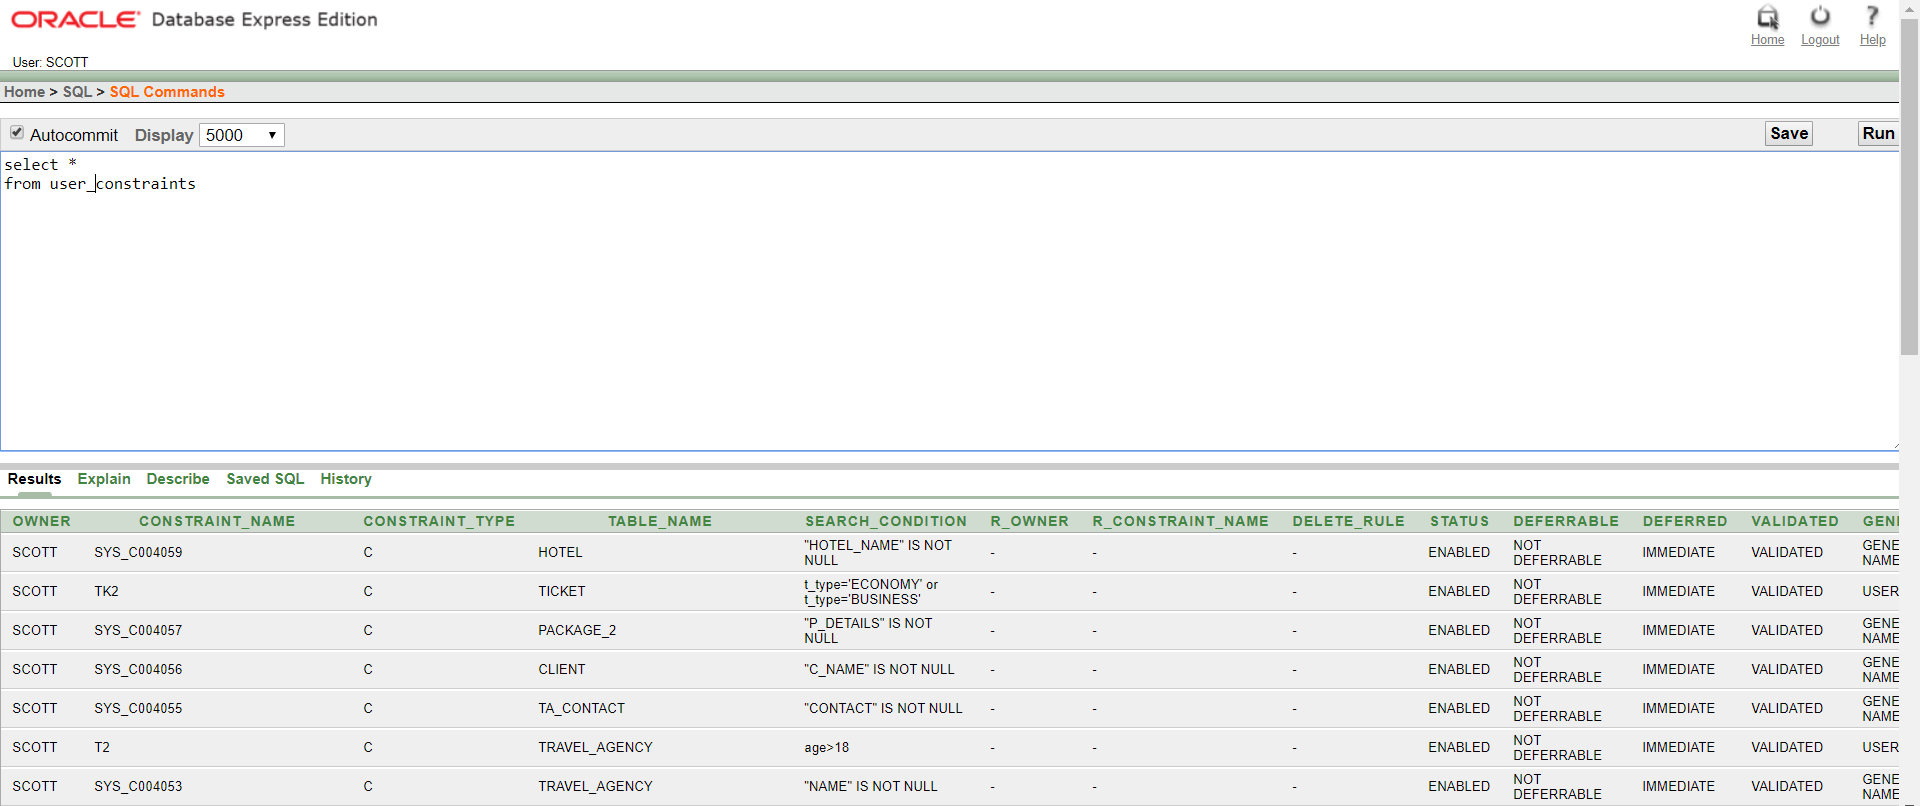 ORACLE Database Express Edition
Home Logout Help
User: SCOTT
Home > SQL > SQL Commands
Autocommit Display 5000 Save Run
select *
from user_constraints
Results Explain Describe Saved SQL History
OWNER CONSTRAINT_NAME CONSTRAINT_TYPE TABLE_NAME SEARCH_CONDITION R_OWNER R_CONSTRAINT_NAME DELETE_RULE STATUS DEFERRABLE DEFERRED VALIDATED GENE
SCOTT SYS_C004059 C HOTEL "HOTEL_NAME" IS NOT NULL - - - ENABLED NOT DEFERRABLE IMMEDIATE VALIDATED GENE NAME
SCOTT TK2 C TICKET t_type='ECONOMY' or t_type='BUSINESS' - - - ENABLED NOT DEFERRABLE IMMEDIATE VALIDATED USER
SCOTT SYS_C004057 C PACKAGE_2 "P_DETAILS" IS NOT NULL - - - ENABLED NOT DEFERRABLE IMMEDIATE VALIDATED GENE NAME
SCOTT SYS_C004056 C CLIENT "C_NAME" IS NOT NULL - - - ENABLED NOT DEFERRABLE IMMEDIATE VALIDATED GENE NAME
SCOTT SYS_C004055 C TA_CONTACT "CONTACT" IS NOT NULL - - - ENABLED NOT DEFERRABLE IMMEDIATE VALIDATED GENE NAME
SCOTT T2 C TRAVEL_AGENCY age>18 - - - ENABLED NOT DEFERRABLE IMMEDIATE VALIDATED USER
SCOTT SYS_C004053 C TRAVEL_AGENCY "NAME" IS NOT NULL - - - ENABLED NOT DEFERRABLE IMMEDIATE VALIDATED GENE NAME